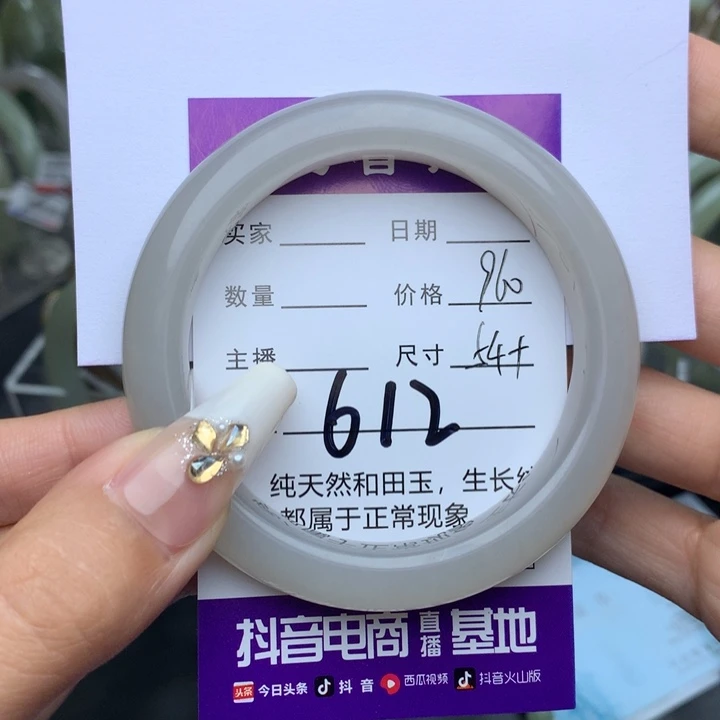 买家 日期
数量 价格 960
主播 尺寸 54+
612
纯天然和田玉，生长
都属于正常现象
抖音电商直播基地
头条 今日头条 抖音 西瓜视频 抖音火山版